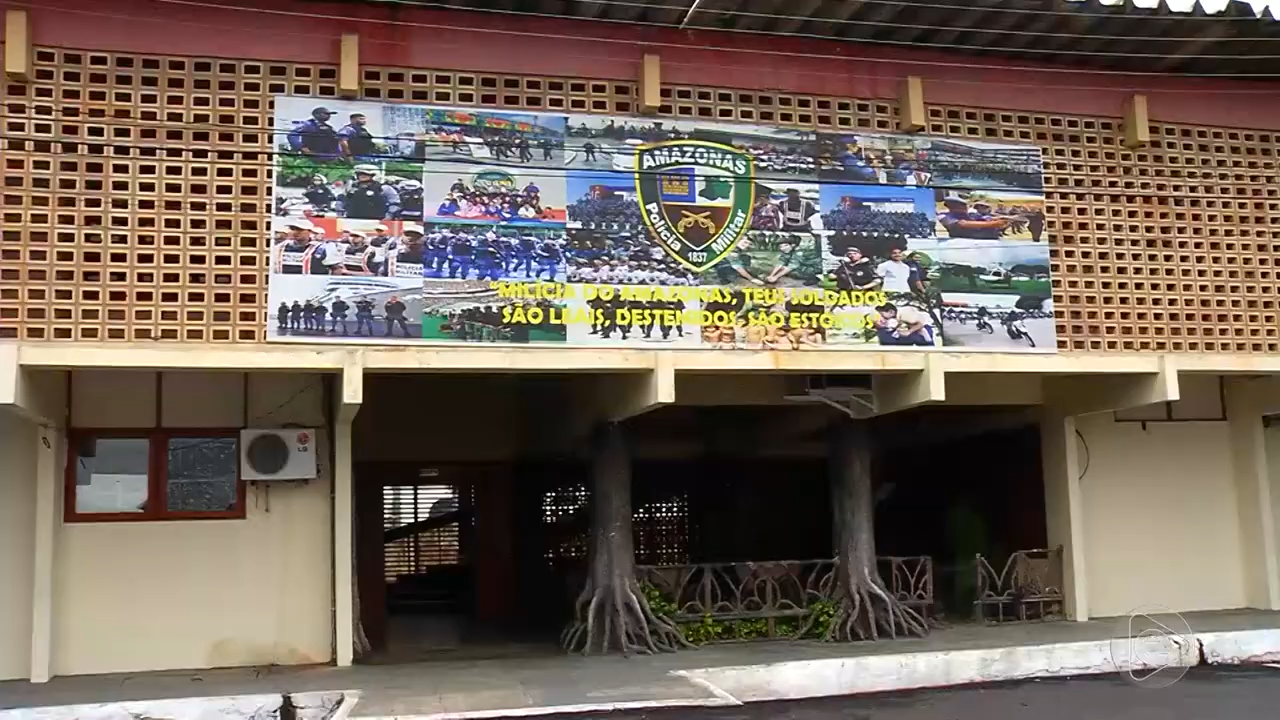 AMAZONAS
Polícia Militar
1837
"MILÍCIA DO AMAZONAS, TEUS SOLDADOS
SÃO LEAIS, DESTEMIDOS, SÃO ESTÓICOS"
LG